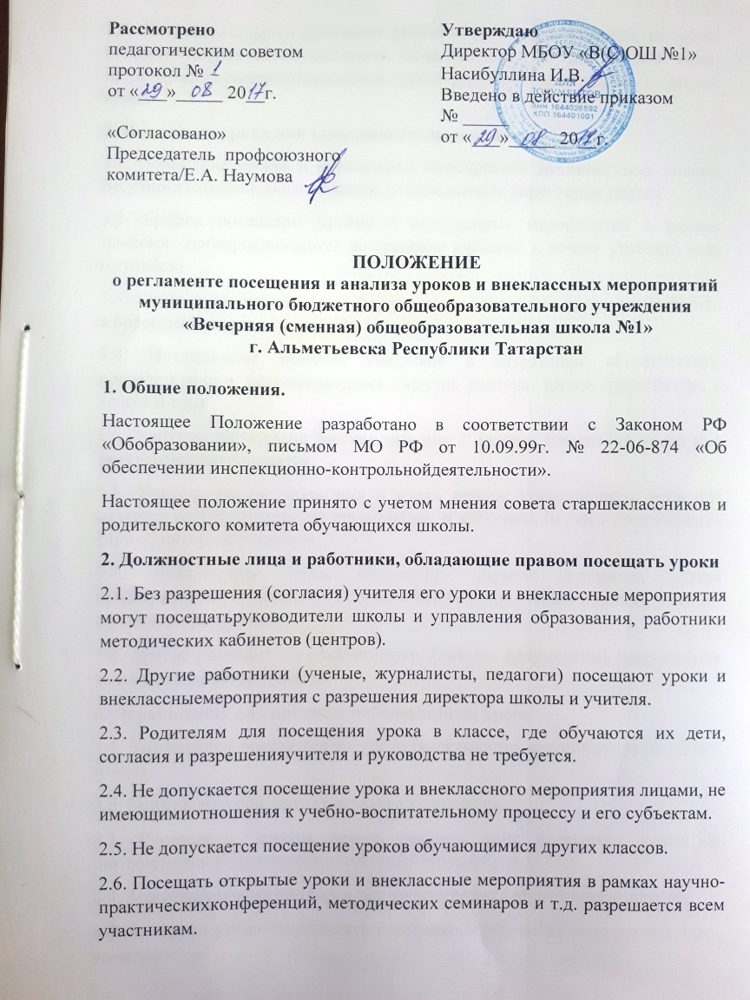 Рассмотрено
педагогическим советом
протокол № 1
от «29» 08 2017г.
«Согласовано»
Председатель профсоюзного
комитета/Е.А. Наумова
Утверждаю
Директор МБОУ «В(С)ОШ №1»
Насибуллина И.В.
Введено в действие приказом
№ _____
от «29» 08 2017г.
ДЛЯ
ДОКУМЕНТОВ
ИНН 1644026592
КПП 164401001
ПОЛОЖЕНИЕ
о регламенте посещения и анализа уроков и внеклассных мероприятий
муниципального бюджетного общеобразовательного учреждения
«Вечерняя (сменная) общеобразовательная школа №1»
г. Альметьевска Республики Татарстан
1. Общие положения.
Настоящее Положение разработано в соответствии с Законом РФ
«Обобразовании», письмом МО РФ от 10.09.99г. № 22-06-874 «Об
обеспечении инспекционно-контрольнойдеятельности».
Настоящее положение принято с учетом мнения совета старшеклассников и
родительского комитета обучающихся школы.
2. Должностные лица и работники, обладающие правом посещать уроки
2.1. Без разрешения (согласия) учителя его уроки и внеклассные мероприятия
могут посещатьруководители школы и управления образования, работники
методических кабинетов (центров).
2.2. Другие работники (ученые, журналисты, педагоги) посещают уроки и
внеклассныемероприятия с разрешения директора школы и учителя.
2.3. Родителям для посещения урока в классе, где обучаются их дети,
согласия и разрешенияучителя и руководства не требуется.
2.4. Не допускается посещение урока и внеклассного мероприятия лицами, не
имеющимиотношения к учебно-воспитательному процессу и его субъектам.
2.5. Не допускается посещение уроков обучающимися других классов.
2.6. Посещать открытые уроки и внеклассные мероприятия в рамках научно-
практическихконференций, методических семинаров и т.д. разрешается всем
участникам.